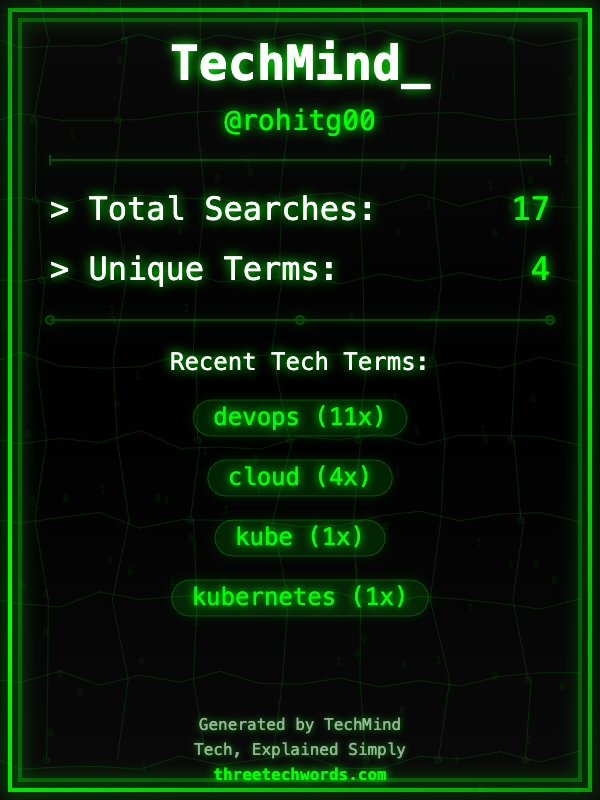 TechMind_
@rohitg00
> Total Searches: 17
> Unique Terms: 4
Recent Tech Terms:
devops (11x)
cloud (4x)
kube (1x)
kubernetes (1x)
Generated by TechMind
Tech, Explained Simply
threetechwords.com